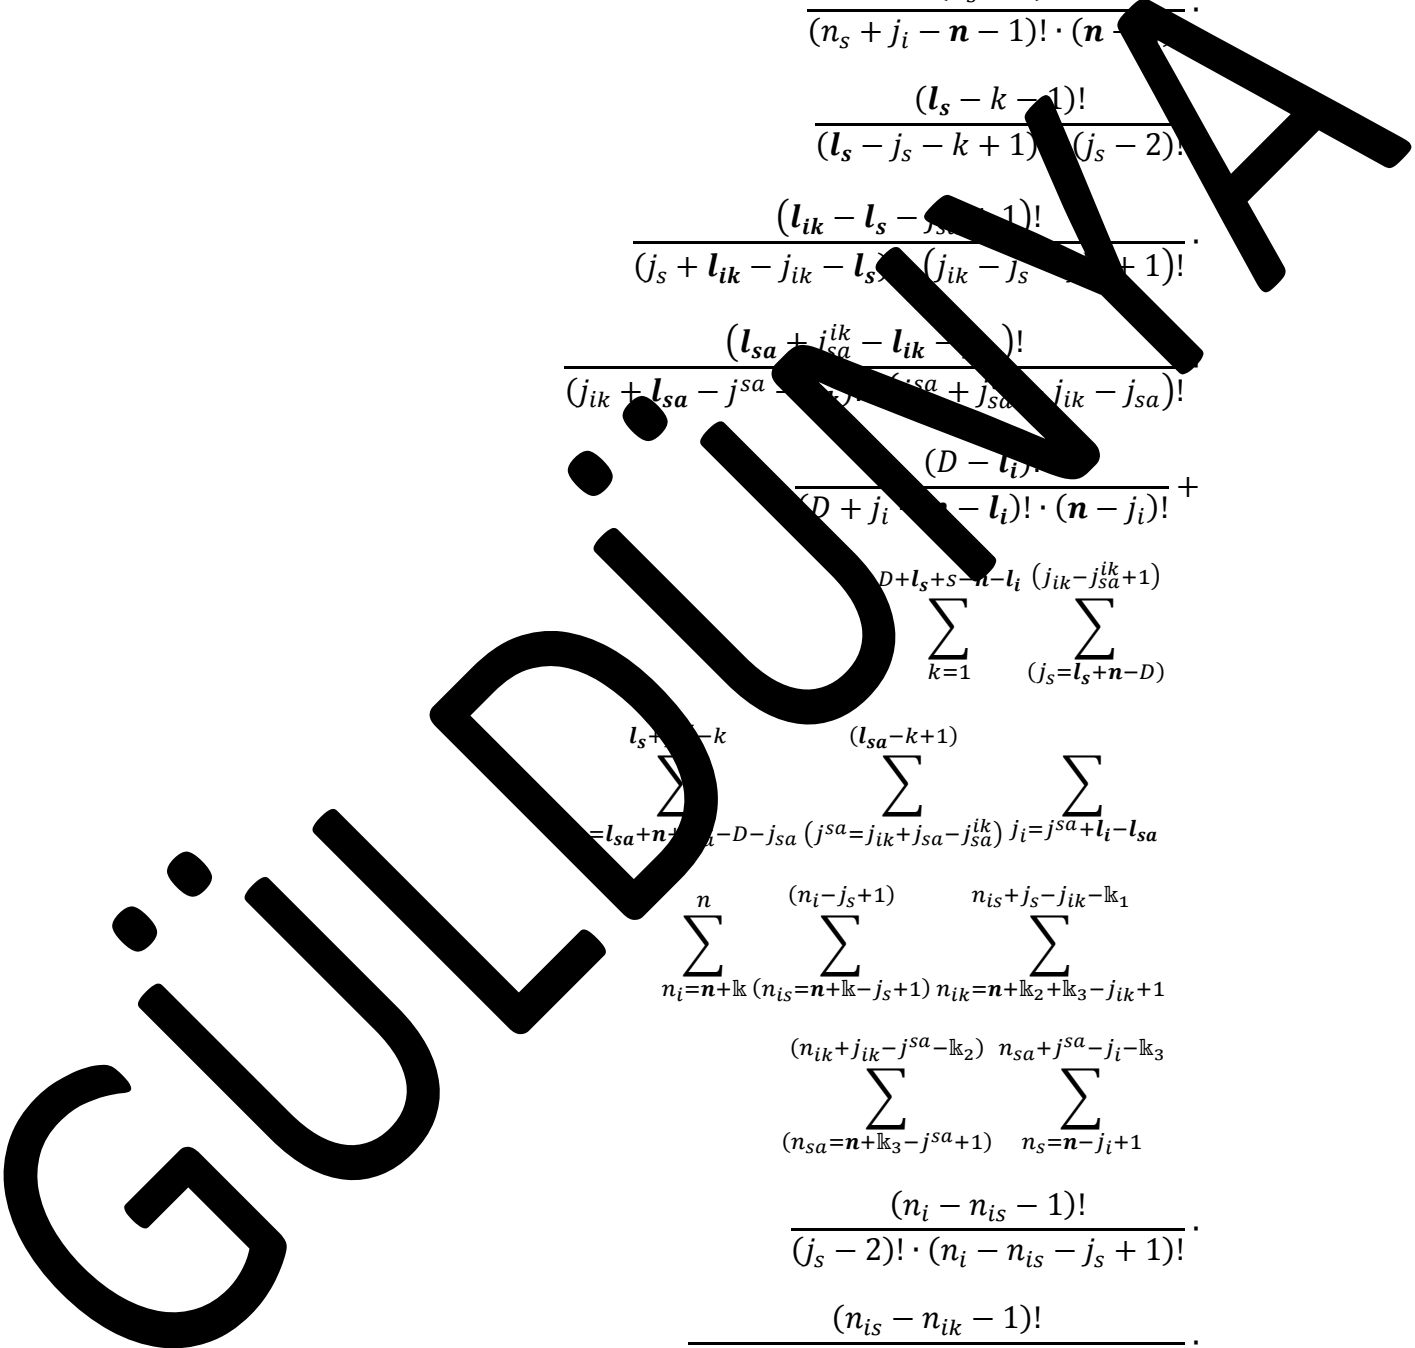 (n_s + j_i − n − 1)! · (n
(l_s − k − 1)!
(l_s − j_s − k + 1) (j_s − 2)!
(l_ik − l_s − 1)! ·
(j_s + l_ik − j_ik − l_s) (j_ik − j_s + 1)!
(l_sa + j_sa^ik − l_ik − )!
(j_ik + l_sa − j^sa + j_sa j_ik − j_sa)!
(D − l_i)!
(D + j_i − l_i)! · (n − j_i)! +
D+l_s+s−n−l_i (j_ik−j_sa^ik+1)
∑ ∑
k=1 (j_s=l_s+n−D)
l_s+ −k (l_sa−k+1)
∑ ∑ ∑
=l_sa+n+ −D−j_sa (j^sa=j_ik+j_sa−j_sa^ik) j_i=j^sa+l_i−l_sa
n (n_i−j_s+1) n_is+j_s−j_ik−𝕜_1
∑ ∑ ∑
n_i=n+𝕜 (n_is=n+𝕜−j_s+1) n_ik=n+𝕜_2+𝕜_3−j_ik+1
(n_ik+j_ik−j^sa−𝕜_2) n_sa+j^sa−j_i−𝕜_3
∑ ∑
(n_sa=n+𝕜_3−j^sa+1) n_s=n−j_i+1
(n_i − n_is − 1)!
(j_s − 2)! · (n_i − n_is − j_s + 1)! ·
(n_is − n_ik − 1)! ·
GÜLDÜNYA